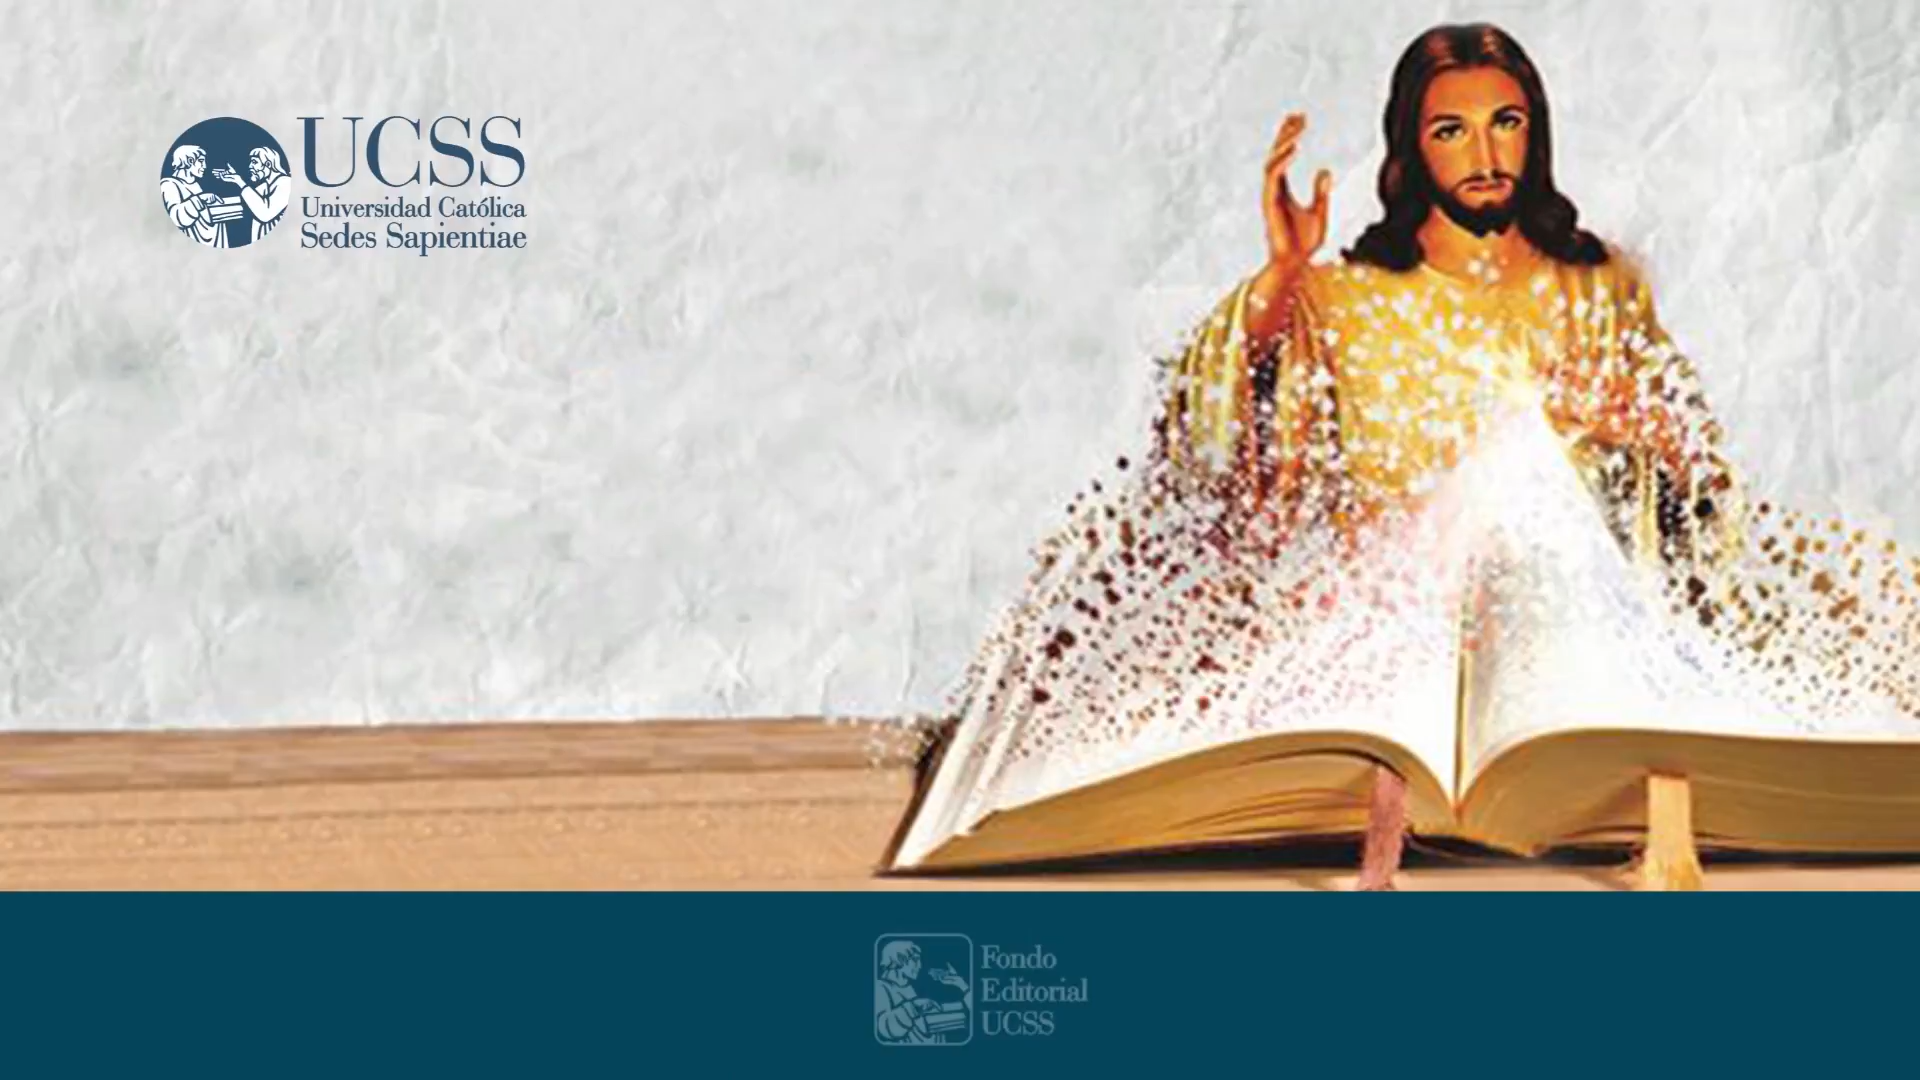 UCSS
Universidad Católica
Sedes Sapientiae
Fondo
Editorial
UCSS